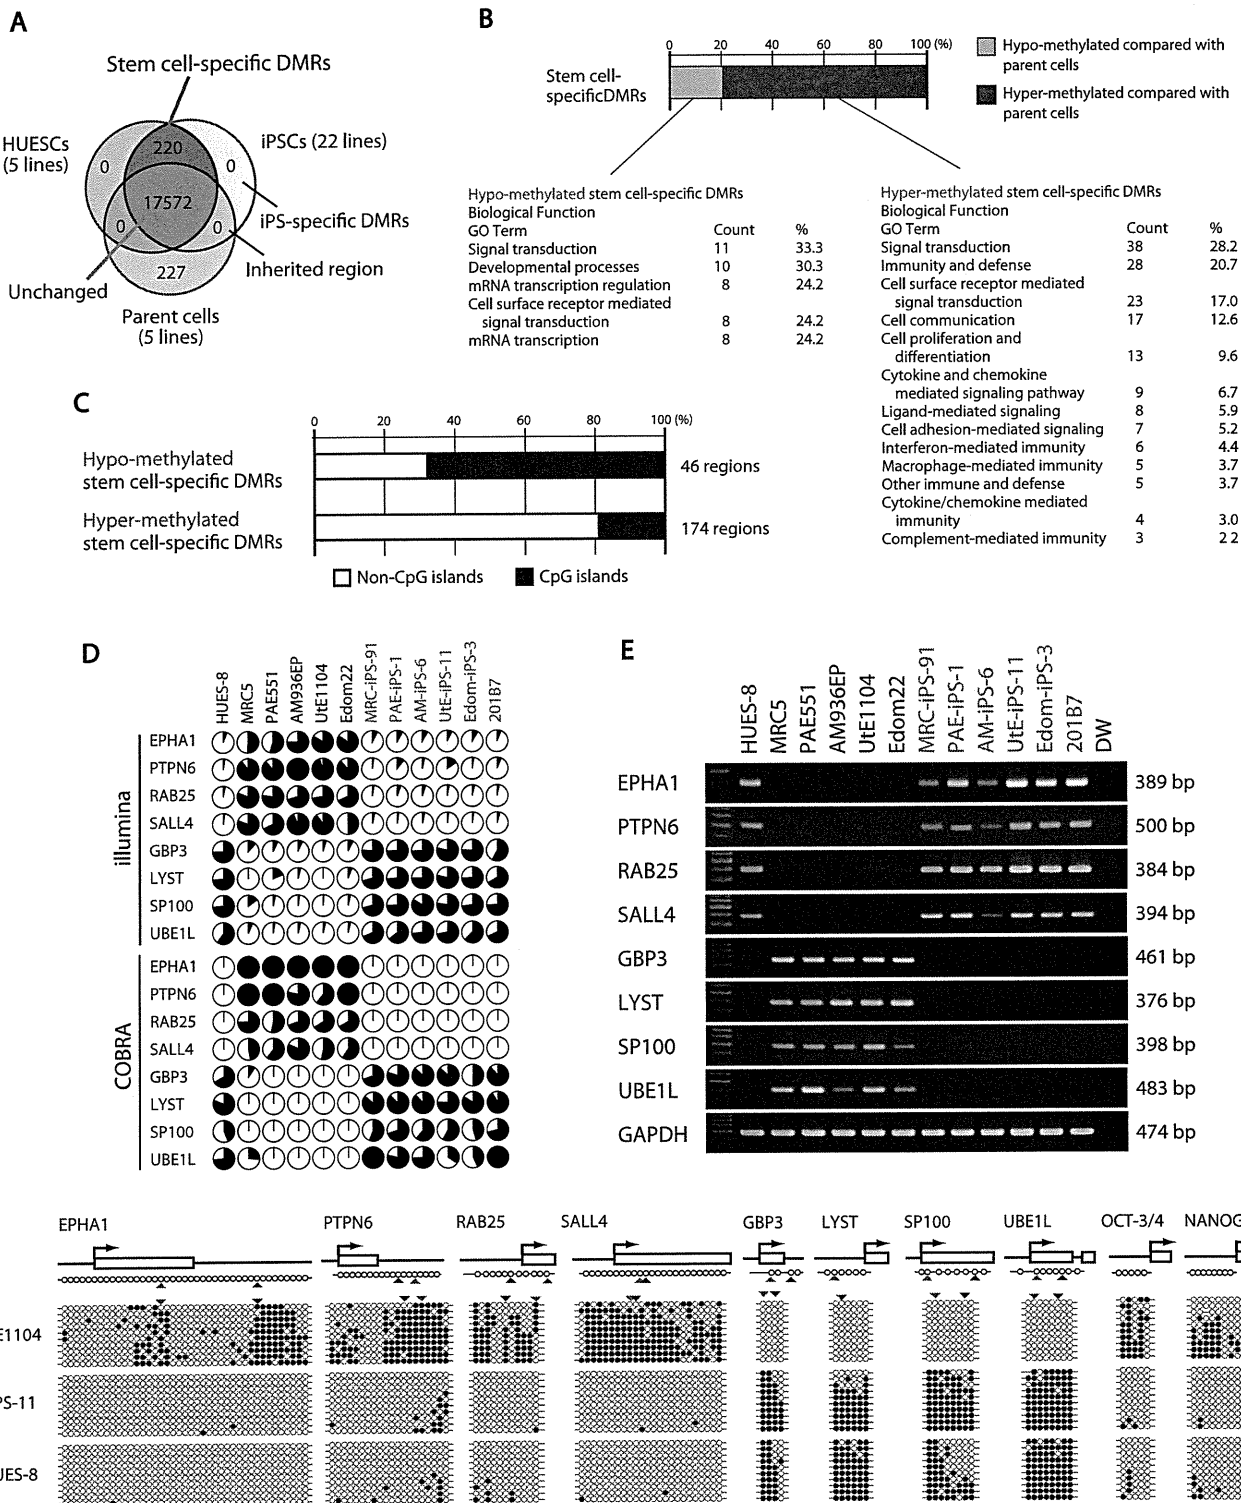 A
Stem cell-specific DMRs
HUESCs
(5 lines)
iPSCs (22 lines)
220
0
0
17572
0
0
iPS-specific DMRs
227
Inherited region
Unchanged
Parent cells
(5 lines)
B
0 20 40 60 80 100 (%)
Stem cell-
specificDMRs
Hypo-methylated compared with
parent cells
Hyper-methylated compared with
parent cells
Hypo-methylated stem cell-specific DMRs
Biological Function
GO Term Count %
Signal transduction 11 33.3
Developmental processes 10 30.3
mRNA transcription regulation 8 24.2
Cell surface receptor mediated
signal transduction 8 24.2
mRNA transcription 8 24.2
Hyper-methylated stem cell-specific DMRs
Biological Function
GO Term Count %
Signal transduction 38 28.2
Immunity and defense 28 20.7
Cell surface receptor mediated
signal transduction 23 17.0
Cell communication 17 12.6
Cell proliferation and
differentiation 13 9.6
Cytokine and chemokine
mediated signaling pathway 9 6.7
Ligand-mediated signaling 8 5.9
Cell adhesion-mediated signaling 7 5.2
Interferon-mediated immunity 6 4.4
Macrophage-mediated immunity 5 3.7
Other immune and defense 5 3.7
Cytokine/chemokine mediated
immunity 4 3.0
Complement-mediated immunity 3 2.2
C
0 20 40 60 80 100 (%)
Hypo-methylated
stem cell-specific DMRs
46 regions
Hyper-methylated
stem cell-specific DMRs
174 regions
Non-CpG islands CpG islands
D
HUES-8 MRC5 PAE551 AM936EP UtE1104 Edom22 MRC-iPS-91 PAE-iPS-1 AM-iPS-6 UtE-iPS-11 Edom-iPS-3 201B7
illumina
EPHA1
PTPN6
RAB25
SALL4
GBP3
LYST
SP100
UBE1L
COBRA
EPHA1
PTPN6
RAB25
SALL4
GBP3
LYST
SP100
UBE1L
E
HUES-8 MRC5 PAE551 AM936EP UtE1104 Edom22 MRC-iPS-91 PAE-iPS-1 AM-iPS-6 UtE-iPS-11 Edom-iPS-3 201B7 DW
EPHA1 389 bp
PTPN6 500 bp
RAB25 384 bp
SALL4 394 bp
GBP3 461 bp
LYST 376 bp
SP100 398 bp
UBE1L 483 bp
GAPDH 474 bp
EPHA1 PTPN6 RAB25 SALL4 GBP3 LYST SP100 UBE1L OCT-3/4 NANOG
E1104
PS-11
UES-8